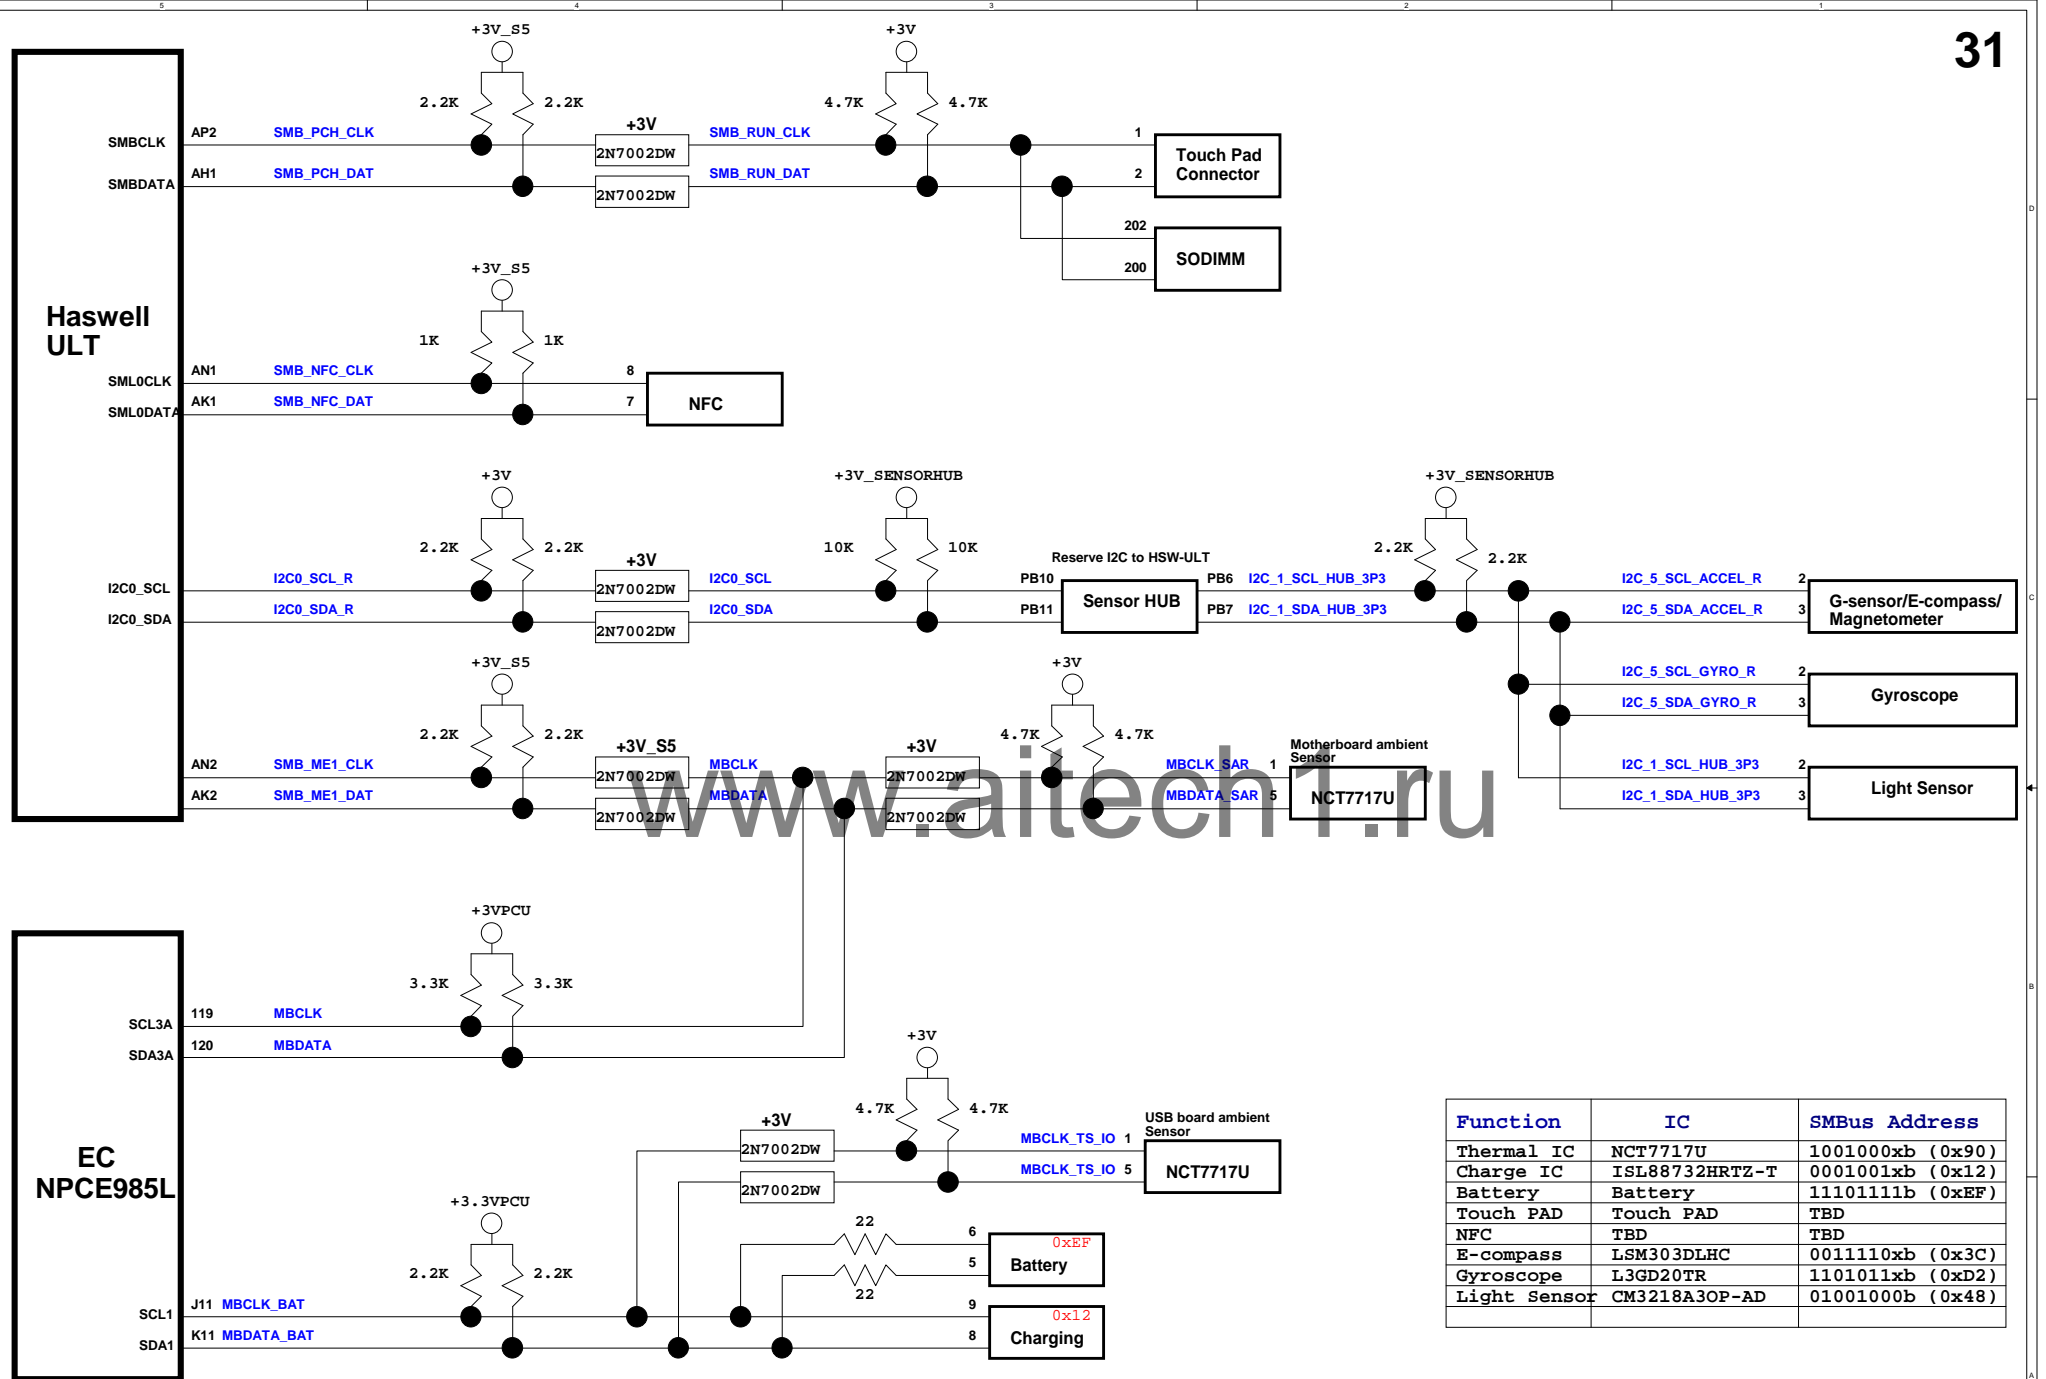 5 4 3 2 1
31
+3V_S5 +3V
2.2K 2.2K 4.7K 4.7K
SMBCLK AP2 SMB_PCH_CLK +3V 2N7002DW SMB_RUN_CLK 1
SMBDATA AH1 SMB_PCH_DAT 2N7002DW SMB_RUN_DAT 2
Touch Pad
Connector
D
202
200
SODIMM
Haswell
ULT
+3V_S5
1K 1K
SML0CLK AN1 SMB_NFC_CLK 8
SML0DATA AK1 SMB_NFC_DAT 7
NFC
+3V +3V_SENSORHUB +3V_SENSORHUB
2.2K 2.2K 10K 10K 2.2K 2.2K
Reserve I2C to HSW-ULT
I2C0_SCL I2C0_SCL_R +3V 2N7002DW I2C0_SCL PB10 PB6 I2C_1_SCL_HUB_3P3 I2C_5_SCL_ACCEL_R 2
I2C0_SDA I2C0_SDA_R 2N7002DW I2C0_SDA PB11 PB7 I2C_1_SDA_HUB_3P3 I2C_5_SDA_ACCEL_R 3
Sensor HUB
G-sensor/E-compass/
Magnetometer
C
I2C_5_SCL_GYRO_R 2
I2C_5_SDA_GYRO_R 3
Gyroscope
+3V_S5 +3V
2.2K 2.2K 4.7K 4.7K
AN2 SMB_ME1_CLK +3V_S5 2N7002DW MBCLK +3V 2N7002DW MBCLK_SAR 1
AK2 SMB_ME1_DAT 2N7002DW MBDATA 2N7002DW MBDATA_SAR 5
Motherboard ambient
Sensor
NCT7717U
I2C_1_SCL_HUB_3P3 2
I2C_1_SDA_HUB_3P3 3
Light Sensor
www.aitech1.ru
+3VPCU
3.3K 3.3K
SCL3A 119 MBCLK
SDA3A 120 MBDATA
B
EC
NPCE985L
+3V
4.7K 4.7K
+3V
2N7002DW MBCLK_TS_IO 1
2N7002DW MBCLK_TS_IO 5
USB board ambient
Sensor
NCT7717U
+3.3VPCU
2.2K 2.2K
22 6
22 5
0xEF
Battery
SCL1 J11 MBCLK_BAT 9
SDA1 K11 MBDATA_BAT 8
0x12
Charging
Function IC SMBus Address
Thermal IC NCT7717U 1001000xb (0x90)
Charge IC ISL88732HRTZ-T 0001001xb (0x12)
Battery Battery 11101111b (0xEF)
Touch PAD Touch PAD TBD
NFC TBD TBD
E-compass LSM303DLHC 0011110xb (0x3C)
Gyroscope L3GD20TR 1101011xb (0xD2)
Light Sensor CM3218A3OP-AD 01001000b (0x48)
A